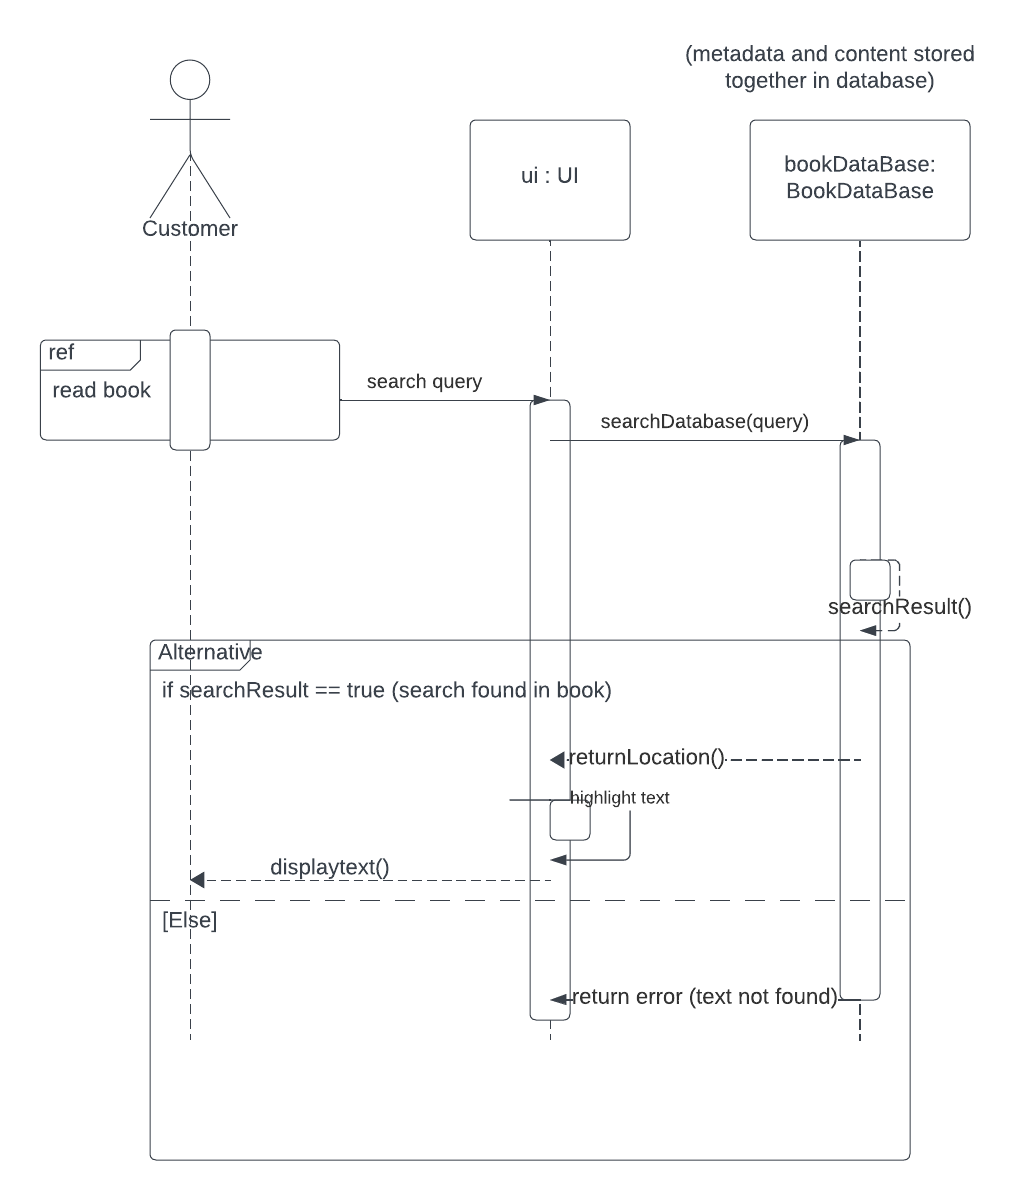 (metadata and content stored
together in database)
ui : UI
bookDataBase:
BookDataBase
Customer
ref
read book
search query
searchDatabase(query)
searchResult()
Alternative
if searchResult == true (search found in book)
returnLocation()
highlight text
displaytext()
[Else]
return error (text not found)